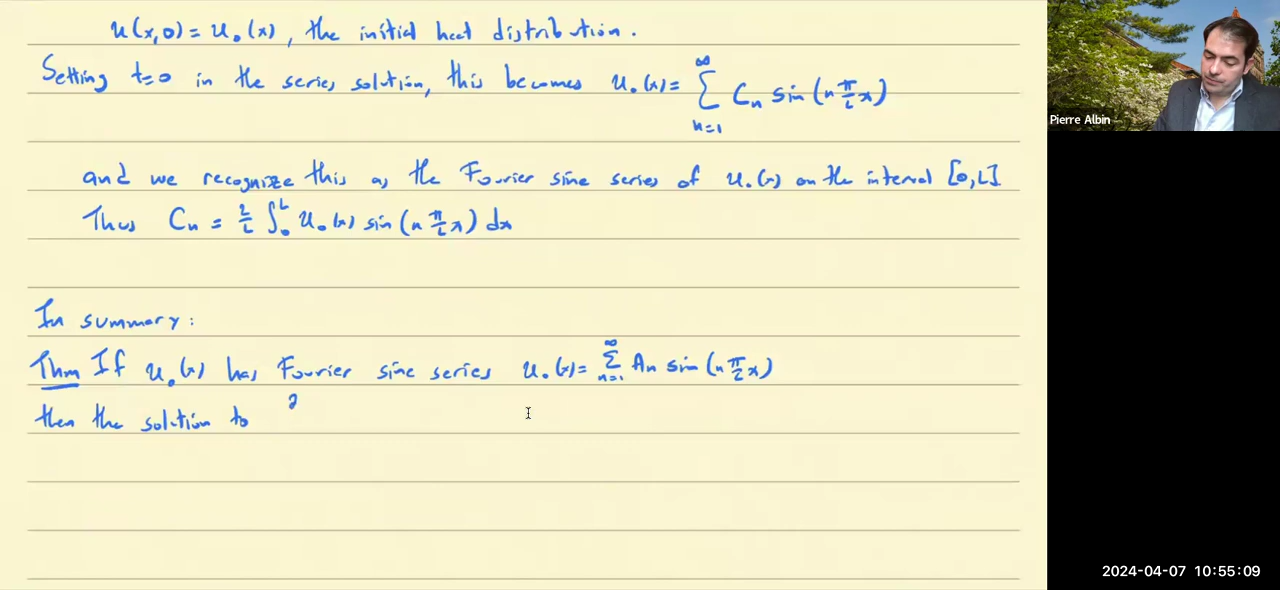 u(x,0) = u₀(x), the initial heat distribution.
Setting t=0 in the series solution, this becomes u₀(x) = ∑_{n=1}^{∞} Cₙ sin(n π/L x)
and we recognize this as the Fourier sine series of u₀(x) on the interval [0,L]
Thus Cₙ = 2/L ∫₀ᴸ u₀(x) sin(n π/L x) dx
In summary:
Thm If u₀(x) has Fourier sine series u₀(x) = ∑_{n=1}^{∞} Aₙ sin(n π/L x)
then the solution to ∂
Pierre Albin
2024-04-07 10:55:09